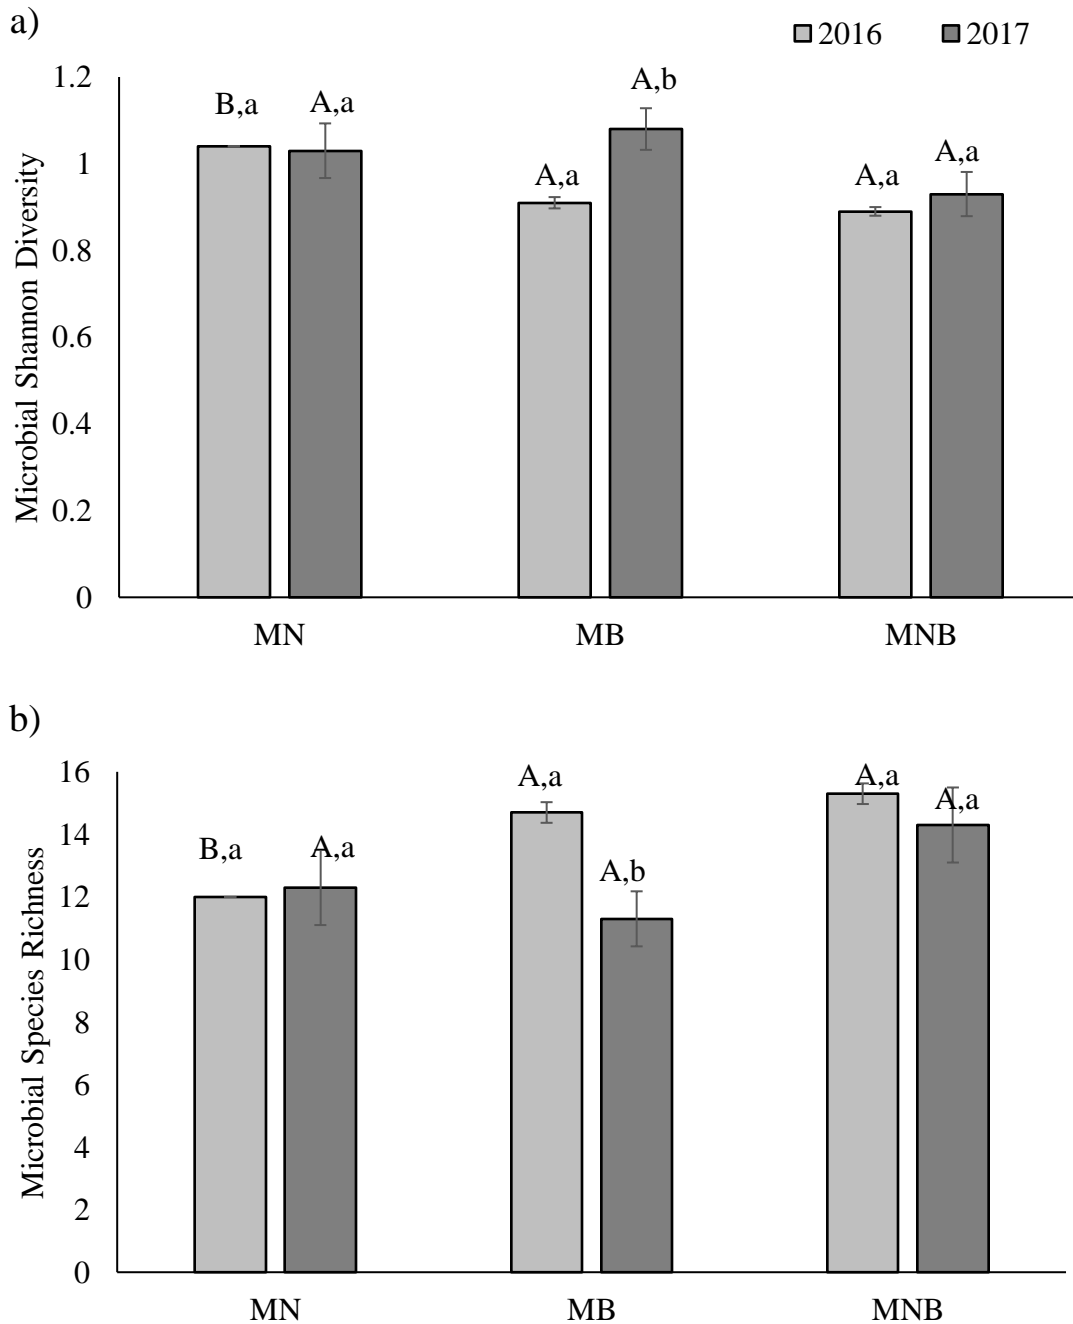 a)
2016 2017
Microbial Shannon Diversity
1.2
1
0.8
0.6
0.4
0.2
0
B,a A,a A,a A,b A,a A,a
MN MB MNB
b)
Microbial Species Richness
16
14
12
10
8
6
4
2
0
B,a A,a A,a A,b A,a A,a
MN MB MNB